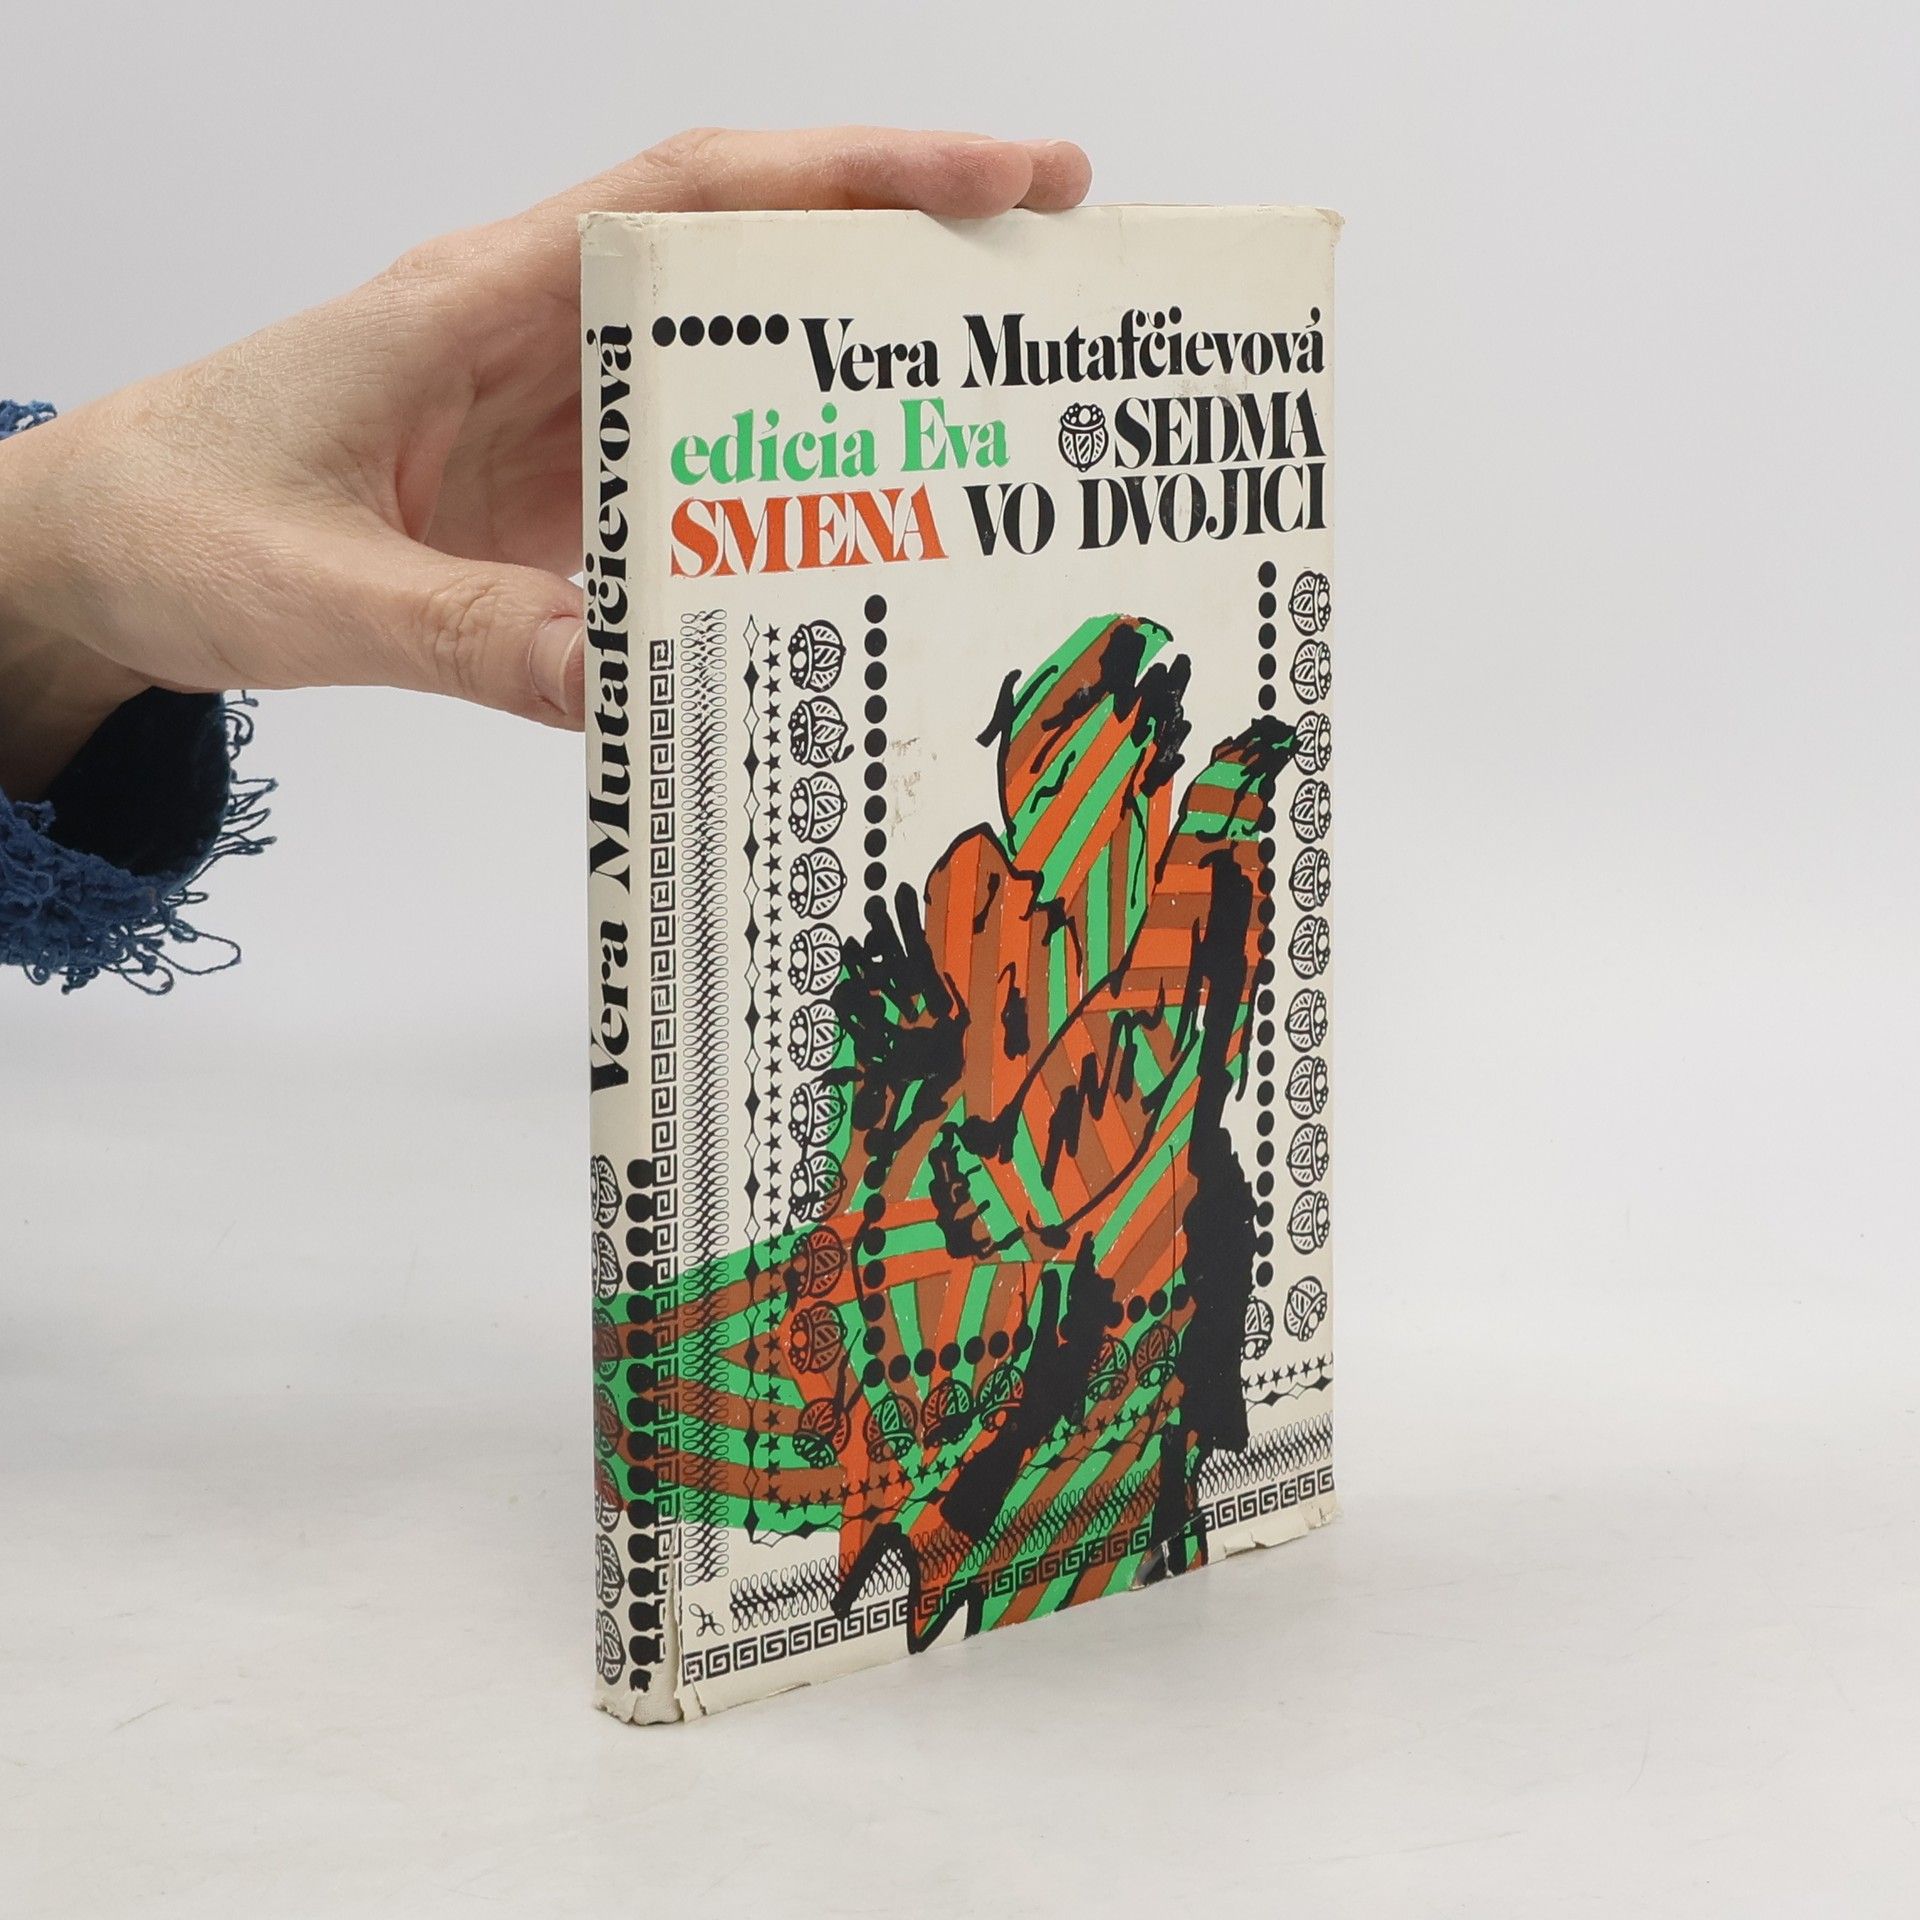 Vera Mutafčievová
Vera Mutafčievová
edícia Eva SEDMA
SMENA VO DVOJICI